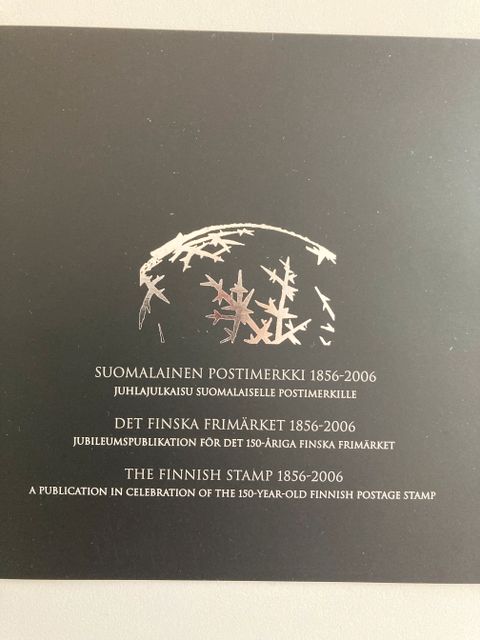 SUOMALAINEN POSTIMERKKI 1856-2006
JUHLAJULKAISU SUOMALAISELLE POSTIMERKILLE
DET FINSKA FRIMÄRKET 1856-2006
JUBILEUMSPUBLIKATION FÖR DET 150-ÅRIGA FINSKA FRIMÄRKET
THE FINNISH STAMP 1856-2006
A PUBLICATION IN CELEBRATION OF THE 150-YEAR-OLD FINNISH POSTAGE STAMP